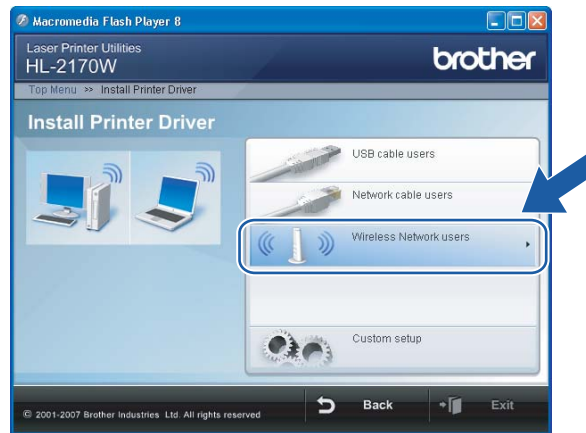 Macromedia Flash Player 8
Laser Printer Utilities
HL-2170W
brother
Top Menu >> Install Printer Driver
Install Printer Driver
USB cable users
Network cable users
Wireless Network users
Custom setup
© 2001-2007 Brother Industries Ltd. All rights reserved
Back
Exit